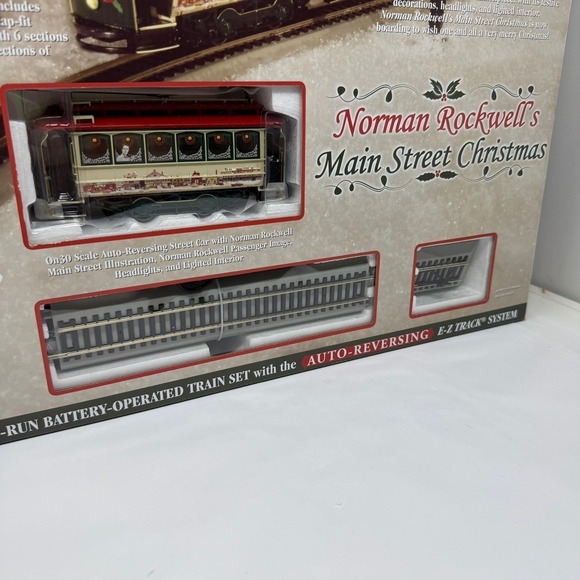 ncludes
ap-fit
th 6 sections
ections of
decorations, headlights, and lighted interior.
Norman Rockwell's Main Street Christmas is now
boarding to wish one and all a very merry Christmas!
Norman Rockwell's
Main Street Christmas
On30 Scale Auto-Reversing Street Car with Norman Rockwell
Main Street Illustration, Norman Rockwell Passenger Image,
Headlights, and Lighted Interior.
-RUN BATTERY-OPERATED TRAIN SET with the AUTO-REVERSING E-Z TRACK® SYSTEM